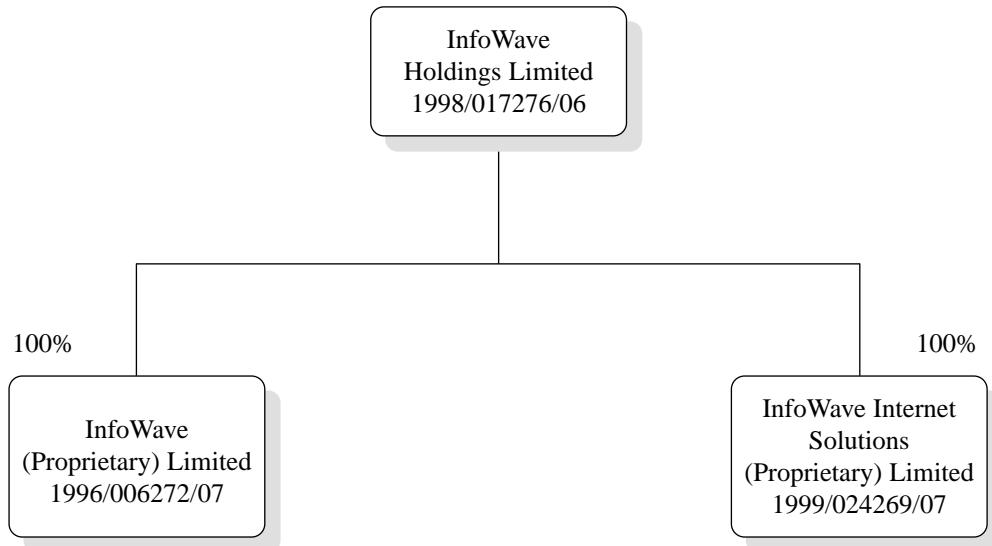 InfoWave
Holdings Limited
1998/017276/06
100%
100%
InfoWave
(Proprietary) Limited
1996/006272/07
InfoWave Internet
Solutions
(Proprietary) Limited
1999/024269/07